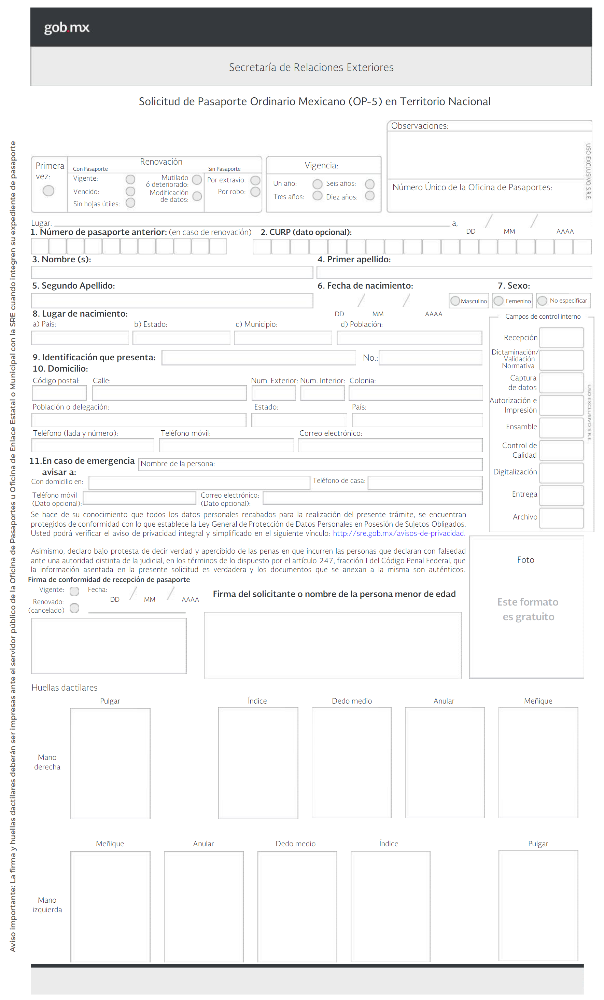 gob.mx
Secretaría de Relaciones Exteriores
Solicitud de Pasaporte Ordinario Mexicano (OP-5) en Territorio Nacional
Aviso importante: La firma y huellas dactilares deberán ser impresas ante el servidor público de la Oficina de Pasaportes u Oficina de Enlace Estatal o Municipal con la SRE cuando integren su expediente de pasaporte
Primera
vez:
Renovación
Con Pasaporte
Sin Pasaporte
Vigente:
Vencido:
Sin hojas útiles:
Mutilado
ó deteriorado:
Modificación
de datos:
Por extravío:
Por robo:
Vigencia:
Un año:
Seis años:
Tres años:
Diez años:
Observaciones:
Número Único de la Oficina de Pasaportes:
USO EXCLUSIVO S.R.E.
Lugar: a, / /
DD MM AAAA
1. Número de pasaporte anterior: (en caso de renovación)
2. CURP (dato opcional):
3. Nombre (s):
4. Primer apellido:
5. Segundo Apellido:
6. Fecha de nacimiento:
/ /
DD MM AAAA
7. Sexo:
Masculino
Femenino
No especificar
8. Lugar de nacimiento:
a) País:
b) Estado:
c) Municipio:
d) Población:
9. Identificación que presenta:
No.:
10. Domicilio:
Código postal:
Calle:
Num. Exterior:
Num. Interior:
Colonia:
Población o delegación:
Estado:
País:
Teléfono (lada y número):
Teléfono móvil:
Correo electrónico:
11.En caso de emergencia
avisar a:
Nombre de la persona:
Con domicilio en:
Teléfono de casa:
Teléfono móvil
(Dato opcional):
Correo electrónico:
(Dato opcional):
Campos de control interno
Recepción
Dictaminación/
Validación
Normativa
Captura
de datos
Autorización e
Impresión
Ensamble
Control de
Calidad
Digitalización
Entrega
Archivo
USO EXCLUSIVO S.R.E.
Se hace de su conocimiento que todos los datos personales recabados para la realización del presente trámite, se encuentran
protegidos de conformidad con lo que establece la Ley General de Protección de Datos Personales en Posesión de Sujetos Obligados.
Usted podrá verificar el aviso de privacidad integral y simplificado en el siguiente vínculo: http://sre.gob.mx/avisos-de-privacidad.
Asimismo, declaro bajo protesta de decir verdad y apercibido de las penas en que incurren las personas que declaran con falsedad
ante una autoridad distinta de la judicial, en los términos de lo dispuesto por el artículo 247, fracción I del Código Penal Federal, que
la información asentada en la presente solicitud es verdadera y los documentos que se anexan a la misma son auténticos.
Firma de conformidad de recepción de pasaporte
Vigente:
Fecha: / /
DD MM AAAA
Renovado:
(cancelado)
Firma del solicitante o nombre de la persona menor de edad
Foto
Este formato
es gratuito
Huellas dactilares
Pulgar Índice Dedo medio Anular Meñique
Mano
derecha
Meñique Anular Dedo medio Índice Pulgar
Mano
izquierda